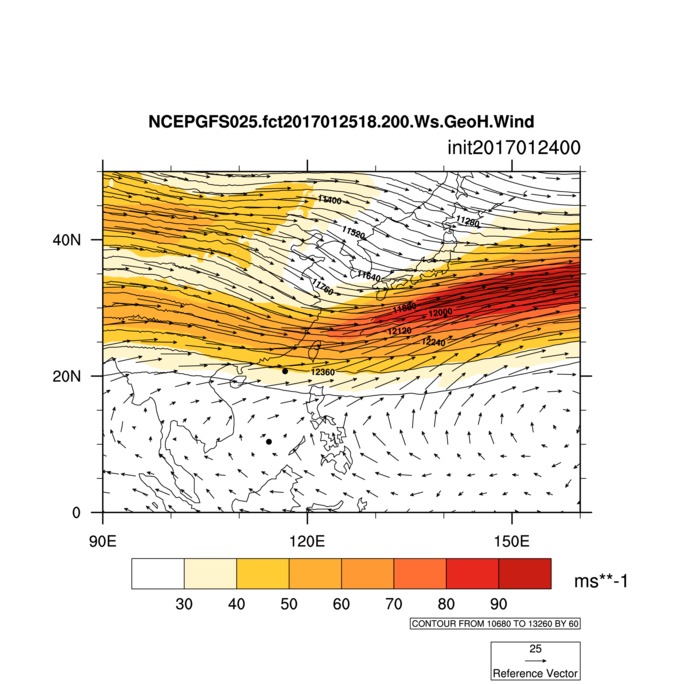 NCEPGFS025.fct2017012518.200.Ws.GeoH.Wind
init2017012400
11400
11280
11520
40N
11640
11760
11880
12000
12120
12240
12360
20N
0
90E 120E 150E
ms**-1
30 40 50 60 70 80 90
CONTOUR FROM 10680 TO 13260 BY 60
25
Reference Vector